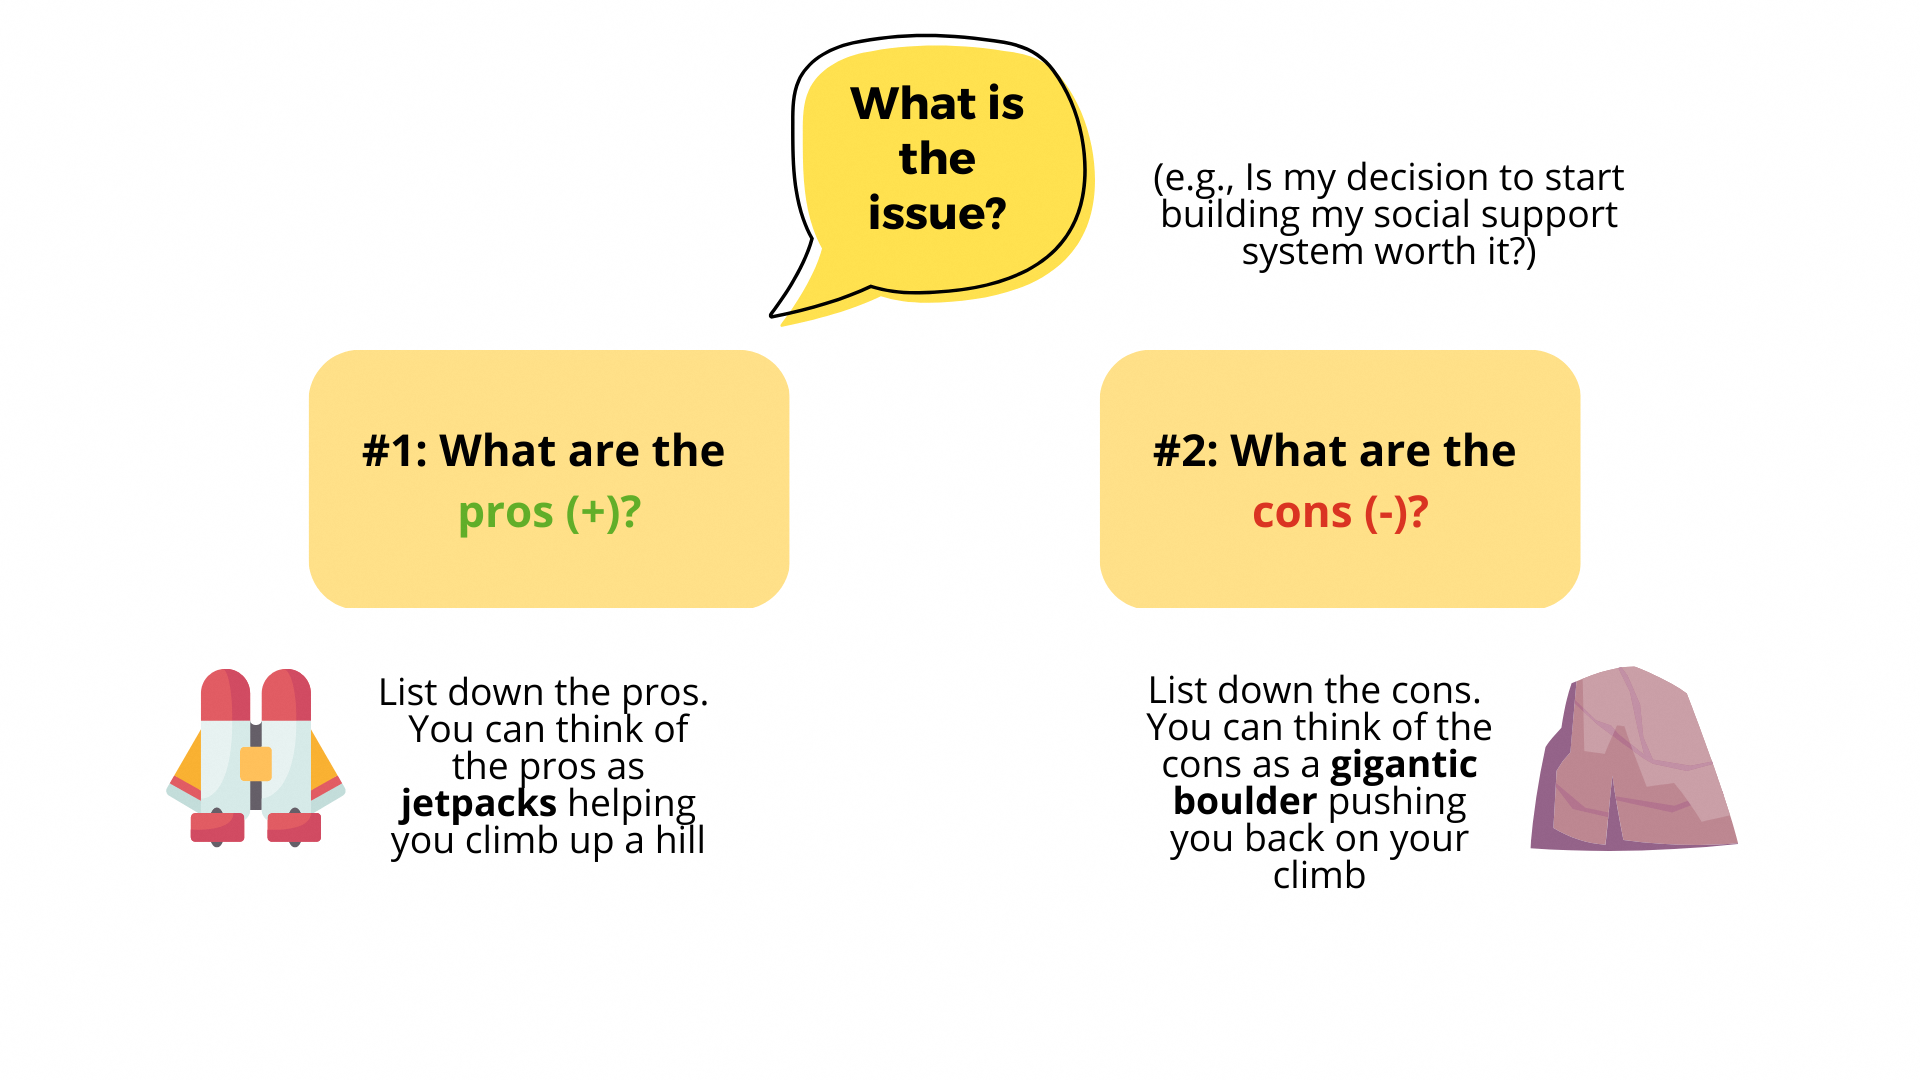 What is
the
issue?
(e.g., Is my decision to start
building my social support
system worth it?)
#1: What are the
pros (+)?
#2: What are the
cons (-)?
List down the pros.
You can think of
the pros as
jetpacks helping
you climb up a hill
List down the cons.
You can think of the
cons as a gigantic
boulder pushing
you back on your
climb